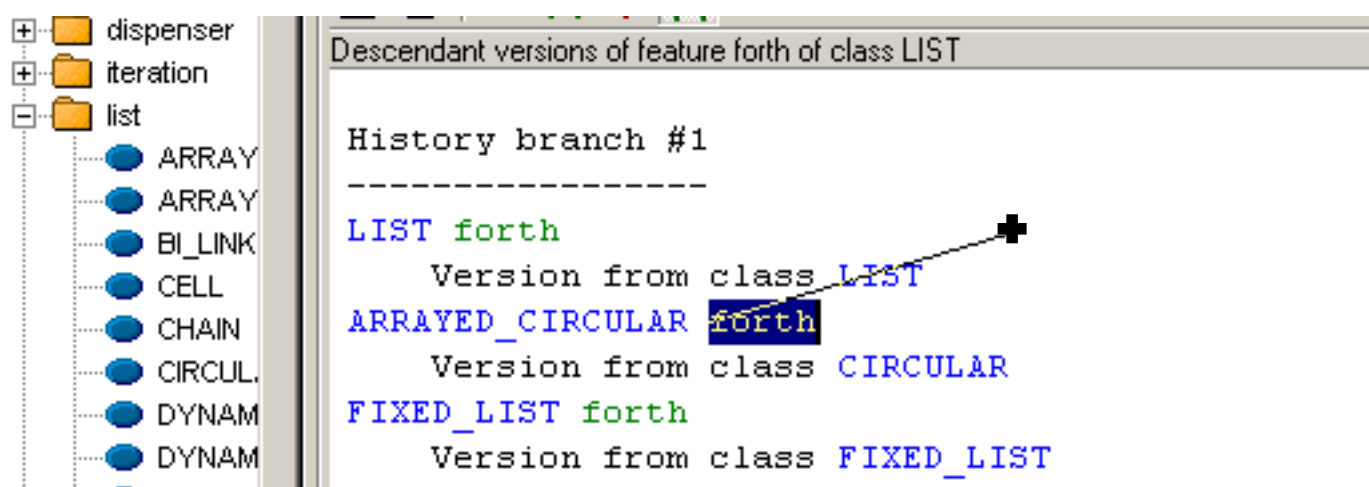 dispenser
iteration
list
ARRAY
ARRAY
BI_LINK
CELL
CHAIN
CIRCUL.
DYNAM
DYNAM
Descendant versions of feature forth of class LIST
History branch #1
-----------------
LIST forth
Version from class LIST
ARRAYED_CIRCULAR forth
Version from class CIRCULAR
FIXED_LIST forth
Version from class FIXED_LIST